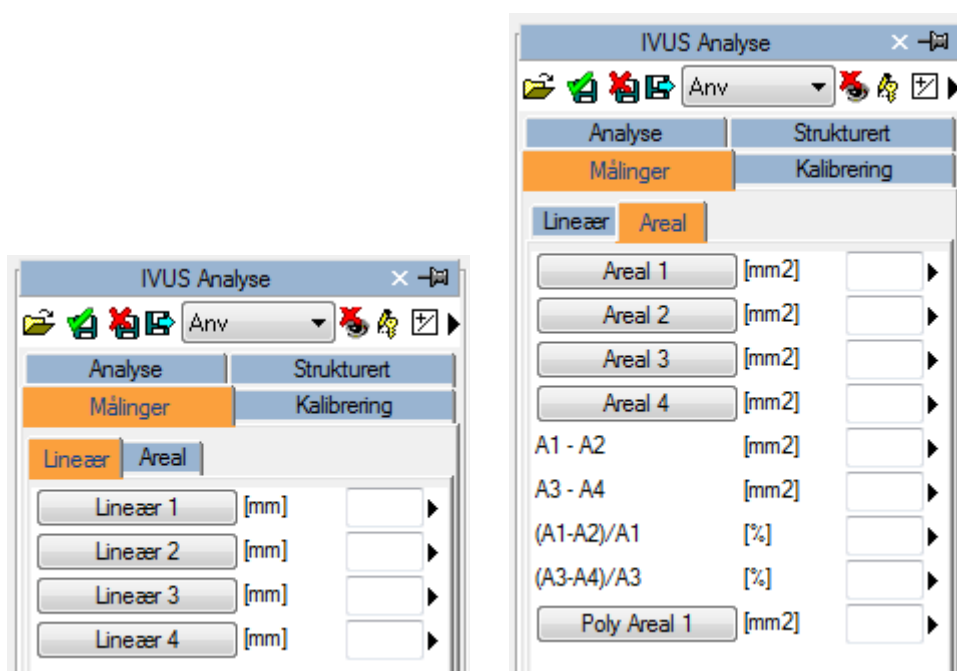 IVUS Analyse
Anv
Analyse Strukturert
Målinger Kalibrering
Lineær Areal
Lineær 1 [mm]
Lineær 2 [mm]
Lineær 3 [mm]
Lineær 4 [mm]
IVUS Analyse
Anv
Analyse Strukturert
Målinger Kalibrering
Lineær Areal
Areal 1 [mm2]
Areal 2 [mm2]
Areal 3 [mm2]
Areal 4 [mm2]
A1 - A2 [mm2]
A3 - A4 [mm2]
(A1-A2)/A1 [%]
(A3-A4)/A3 [%]
Poly Areal 1 [mm2]